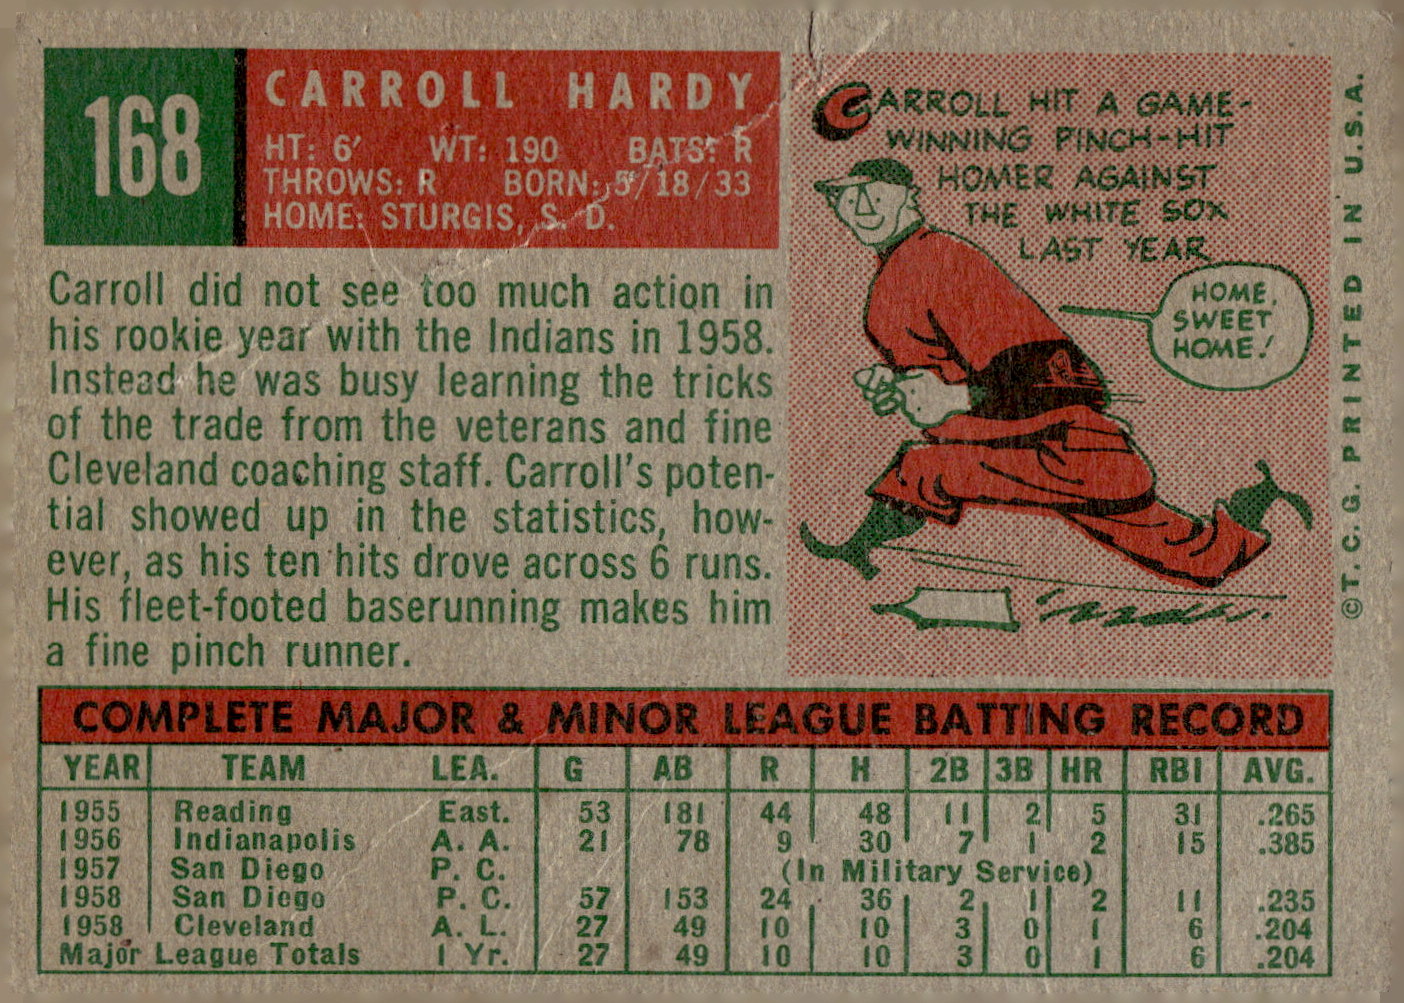 168
CARROLL HARDY
HT: 6' WT: 190 BATS: R
THROWS: R BORN: 5/18/33
HOME: STURGIS, S. D.
Carroll did not see too much action in
his rookie year with the Indians in 1958.
Instead he was busy learning the tricks
of the trade from the veterans and fine
Cleveland coaching staff. Carroll's poten-
tial showed up in the statistics, how-
ever, as his ten hits drove across 6 runs.
His fleet-footed baserunning makes him
a fine pinch runner.
CARROLL HIT A GAME-
WINNING PINCH-HIT
HOMER AGAINST
THE WHITE SOX
LAST YEAR
HOME,
SWEET
HOME!
©T. C. G. PRINTED IN U.S.A.
COMPLETE MAJOR & MINOR LEAGUE BATTING RECORD
YEAR TEAM LEA. G AB R H 2B 3B HR RBI AVG.
1955 Reading East. 53 181 44 48 11 2 5 31 .265
1956 Indianapolis A. A. 21 78 9 30 7 1 2 15 .385
1957 San Diego P. C. (In Military Service)
1958 San Diego P. C. 57 153 24 36 2 1 2 11 .235
1958 Cleveland A. L. 27 49 10 10 3 0 1 6 .204
Major League Totals 1 Yr. 27 49 10 10 3 0 1 6 .204